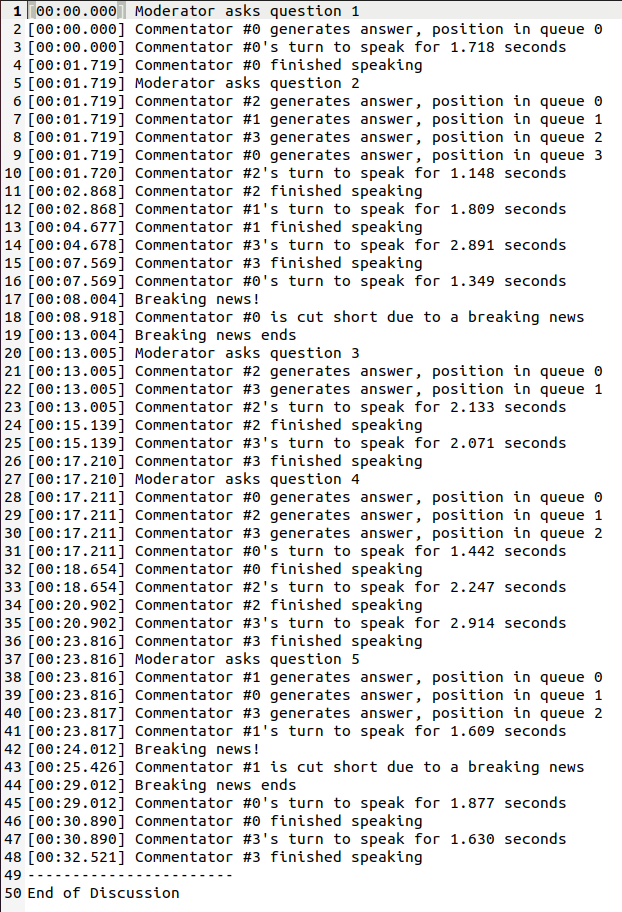 1 [00:00.000] Moderator asks question 1
2 [00:00.000] Commentator #0 generates answer, position in queue 0
3 [00:00.000] Commentator #0's turn to speak for 1.718 seconds
4 [00:01.719] Commentator #0 finished speaking
5 [00:01.719] Moderator asks question 2
6 [00:01.719] Commentator #2 generates answer, position in queue 0
7 [00:01.719] Commentator #1 generates answer, position in queue 1
8 [00:01.719] Commentator #3 generates answer, position in queue 2
9 [00:01.719] Commentator #0 generates answer, position in queue 3
10 [00:01.720] Commentator #2's turn to speak for 1.148 seconds
11 [00:02.868] Commentator #2 finished speaking
12 [00:02.868] Commentator #1's turn to speak for 1.809 seconds
13 [00:04.677] Commentator #1 finished speaking
14 [00:04.678] Commentator #3's turn to speak for 2.891 seconds
15 [00:07.569] Commentator #3 finished speaking
16 [00:07.569] Commentator #0's turn to speak for 1.349 seconds
17 [00:08.004] Breaking news!
18 [00:08.918] Commentator #0 is cut short due to a breaking news
19 [00:13.004] Breaking news ends
20 [00:13.005] Moderator asks question 3
21 [00:13.005] Commentator #2 generates answer, position in queue 0
22 [00:13.005] Commentator #3 generates answer, position in queue 1
23 [00:13.005] Commentator #2's turn to speak for 2.133 seconds
24 [00:15.139] Commentator #2 finished speaking
25 [00:15.139] Commentator #3's turn to speak for 2.071 seconds
26 [00:17.210] Commentator #3 finished speaking
27 [00:17.210] Moderator asks question 4
28 [00:17.211] Commentator #0 generates answer, position in queue 0
29 [00:17.211] Commentator #2 generates answer, position in queue 1
30 [00:17.211] Commentator #3 generates answer, position in queue 2
31 [00:17.211] Commentator #0's turn to speak for 1.442 seconds
32 [00:18.654] Commentator #0 finished speaking
33 [00:18.654] Commentator #2's turn to speak for 2.247 seconds
34 [00:20.902] Commentator #2 finished speaking
35 [00:20.902] Commentator #3's turn to speak for 2.914 seconds
36 [00:23.816] Commentator #3 finished speaking
37 [00:23.816] Moderator asks question 5
38 [00:23.816] Commentator #1 generates answer, position in queue 0
39 [00:23.816] Commentator #0 generates answer, position in queue 1
40 [00:23.817] Commentator #3 generates answer, position in queue 2
41 [00:23.817] Commentator #1's turn to speak for 1.609 seconds
42 [00:24.012] Breaking news!
43 [00:25.426] Commentator #1 is cut short due to a breaking news
44 [00:29.012] Breaking news ends
45 [00:29.012] Commentator #0's turn to speak for 1.877 seconds
46 [00:30.890] Commentator #0 finished speaking
47 [00:30.890] Commentator #3's turn to speak for 1.630 seconds
48 [00:32.521] Commentator #3 finished speaking
49 -----------------------
50 End of Discussion